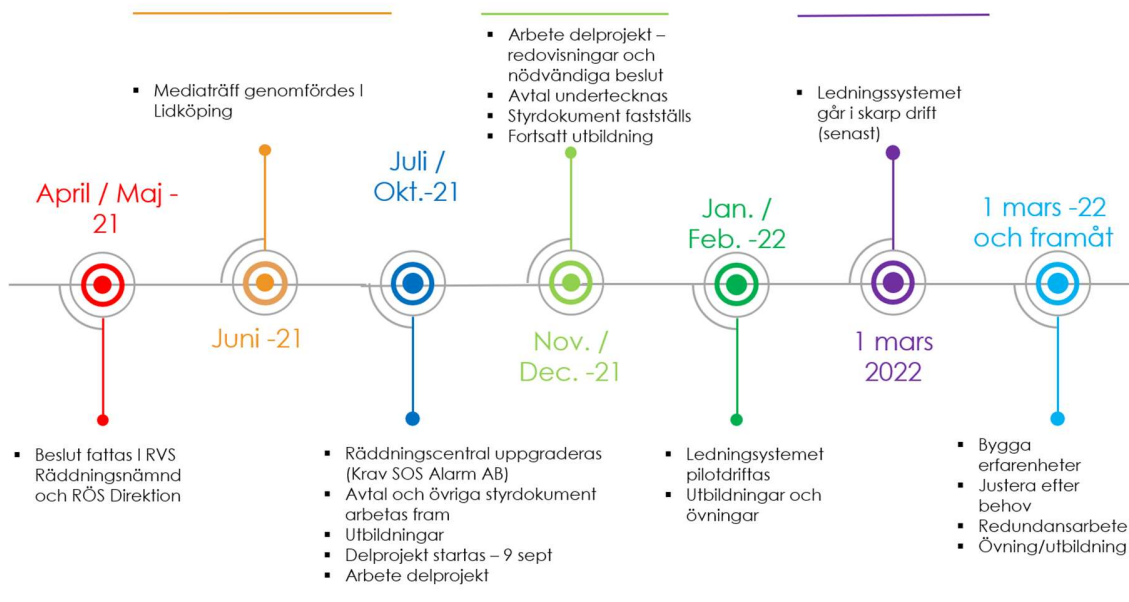 April / Maj -
21
▪ Beslut fattas I RVS
Räddningsnämnd
och RÖS Direktion
▪ Mediaträff genomfördes I
Lidköping
Juni -21
Juli /
Okt.-21
▪ Räddningscentral uppgraderas
(Krav SOS Alarm AB)
▪ Avtal och övriga styrdokument
arbetas fram
▪ Utbildningar
▪ Delprojekt startas – 9 sept
▪ Arbete delprojekt
▪ Arbete delprojekt –
redovisningar och
nödvändiga beslut
▪ Avtal undertecknas
▪ Styrdokument fastställs
▪ Fortsatt utbildning
Nov. /
Dec. -21
Jan. /
Feb. -22
▪ Ledningsystemet
pilotdriftas
▪ Utbildningar och
övningar
▪ Ledningssystemet
går i skarp drift
(senast)
1 mars
2022
1 mars -22
och framåt
▪ Bygga
erfarenheter
▪ Justera efter
behov
▪ Redundansarbete
▪ Övning/utbildning